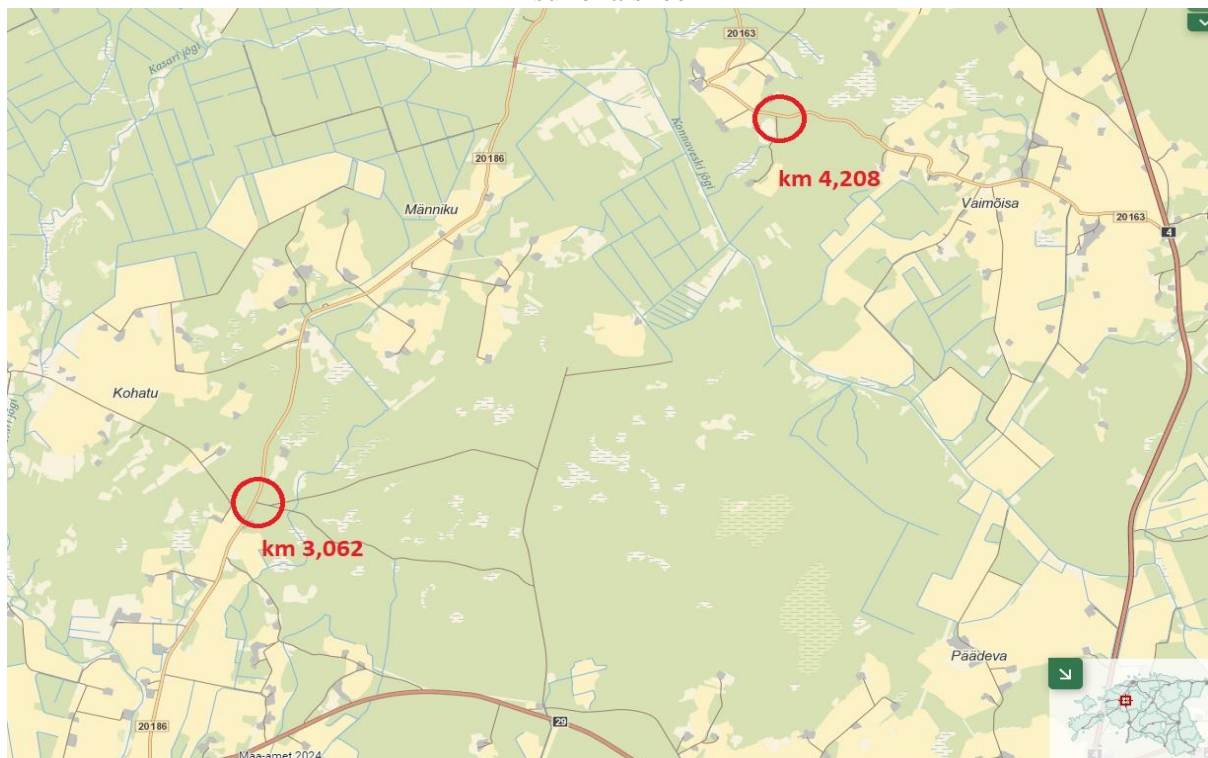 Kasari jõgi
20163
Konnaveski jõgi
km 4,208
20186
Männiku
Vaimõisa
20163
4
Kohatu
km 3,062
Päädeva
29
20186
Maa-amet 2024
4